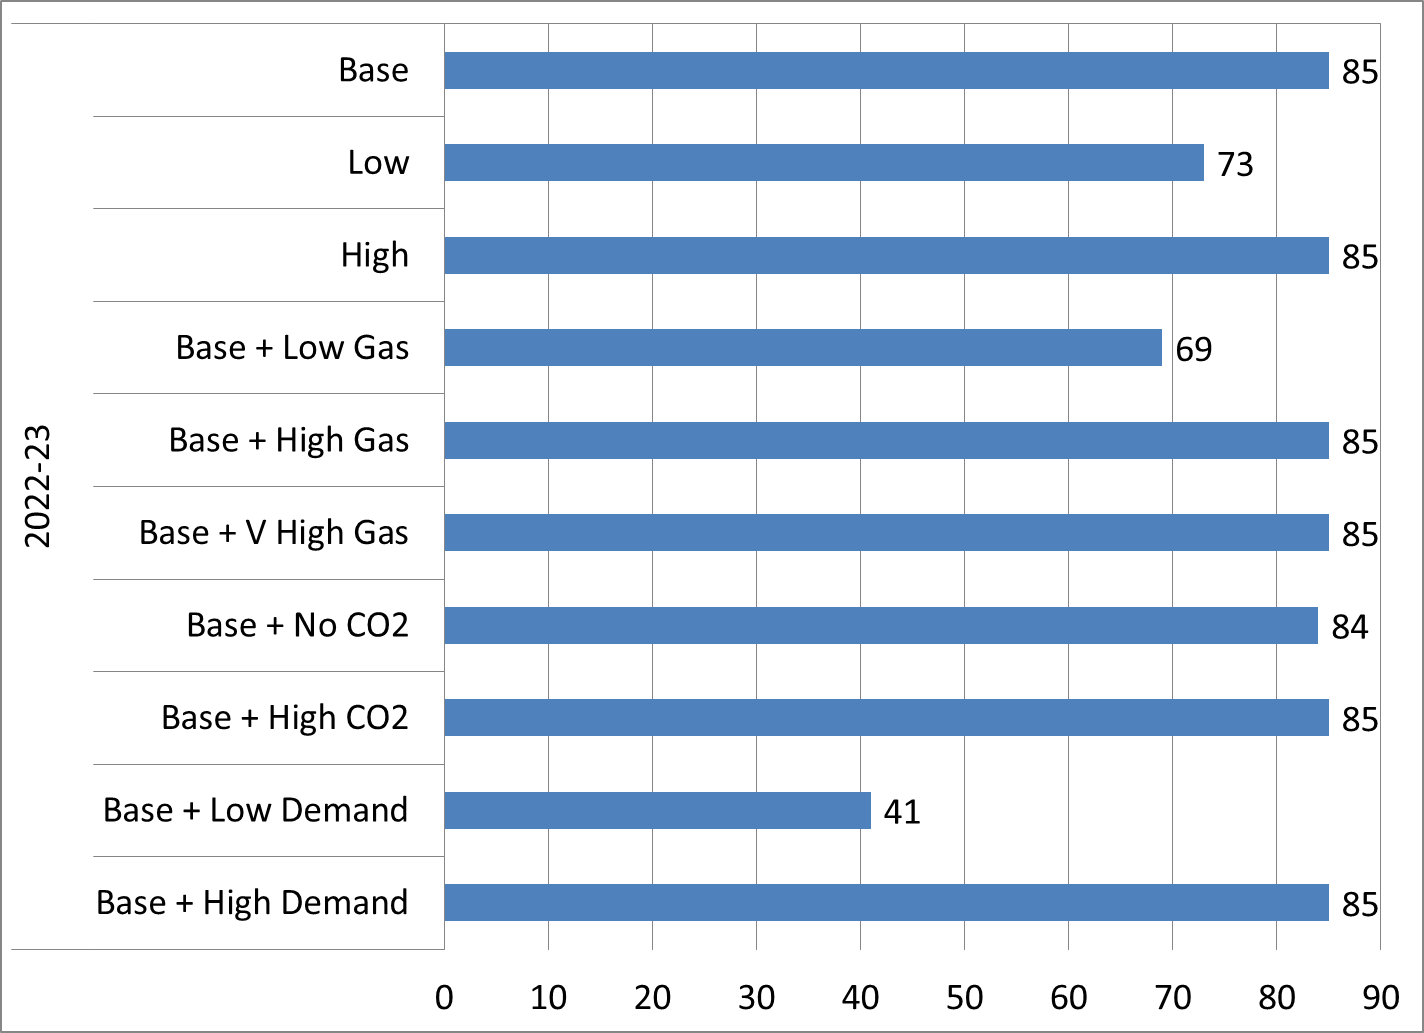 2022-23
Base 85
Low 73
High 85
Base + Low Gas 69
Base + High Gas 85
Base + V High Gas 85
Base + No CO2 84
Base + High CO2 85
Base + Low Demand 41
Base + High Demand 85
0 10 20 30 40 50 60 70 80 90